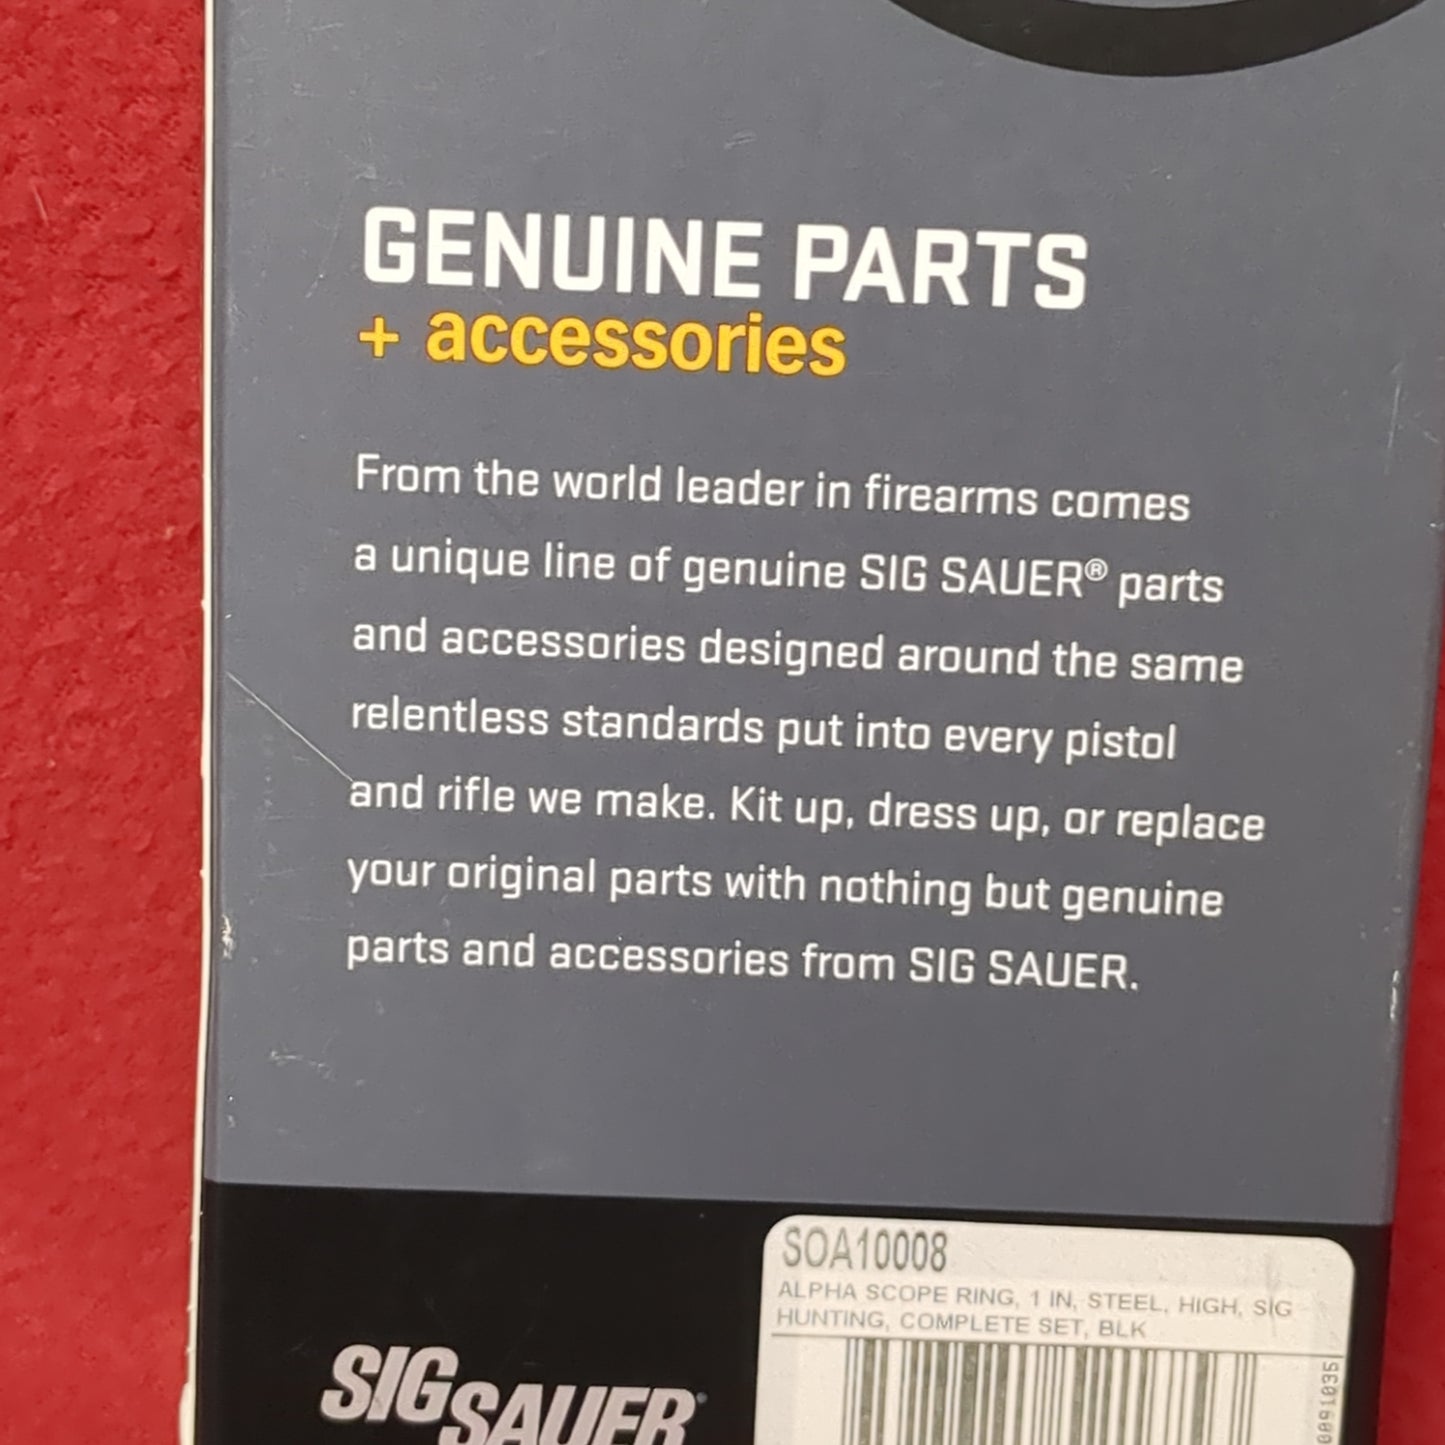 GENUINE PARTS
+ accessories
From the world leader in firearms comes
a unique line of genuine SIG SAUER® parts
and accessories designed around the same
relentless standards put into every pistol
and rifle we make. Kit up, dress up, or replace
your original parts with nothing but genuine
parts and accessories from SIG SAUER.
SOA10008
ALPHA SCOPE RING, 1 IN, STEEL, HIGH, SIG
HUNTING, COMPLETE SET, BLK
SIG SAUER